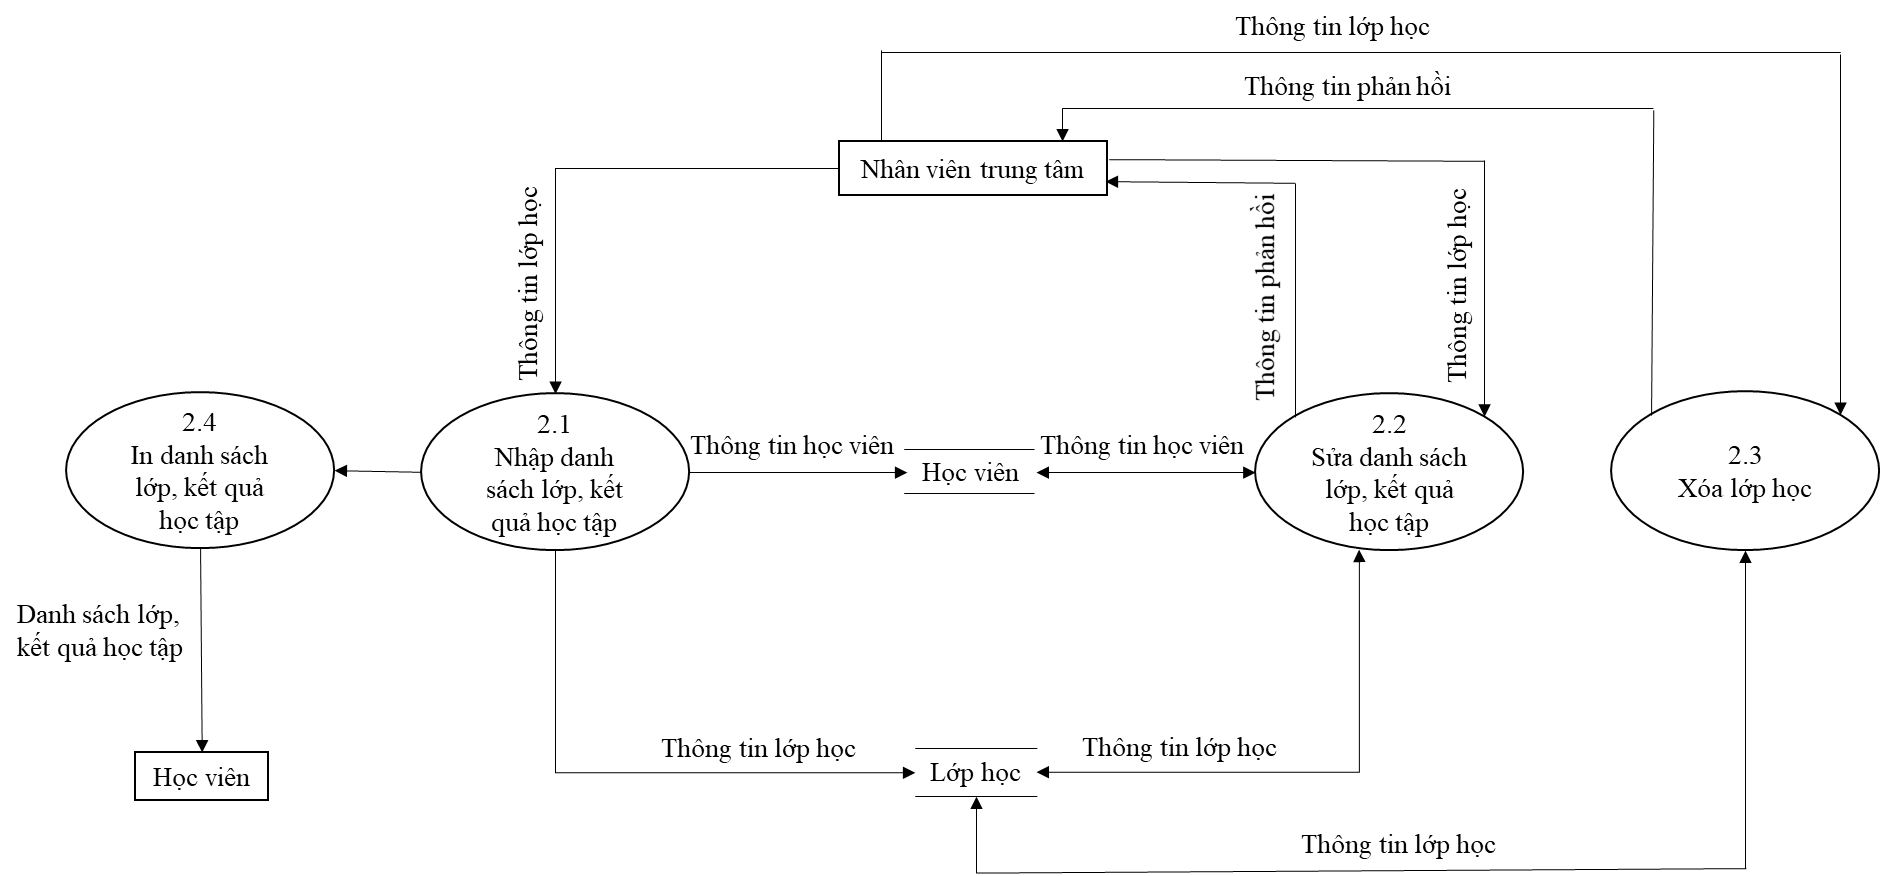 Thông tin lớp học
Thông tin phản hồi
Nhân viên trung tâm
Thông tin lớp học
Thông tin phản hồi
Thông tin lớp học
2.4
In danh sách
lớp, kết quả
học tập
2.1
Nhập danh
sách lớp, kết
quả học tập
Thông tin học viên
Học viên
Thông tin học viên
2.2
Sửa danh sách
lớp, kết quả
học tập
2.3
Xóa lớp học
Danh sách lớp,
kết quả học tập
Học viên
Thông tin lớp học
Lớp học
Thông tin lớp học
Thông tin lớp học